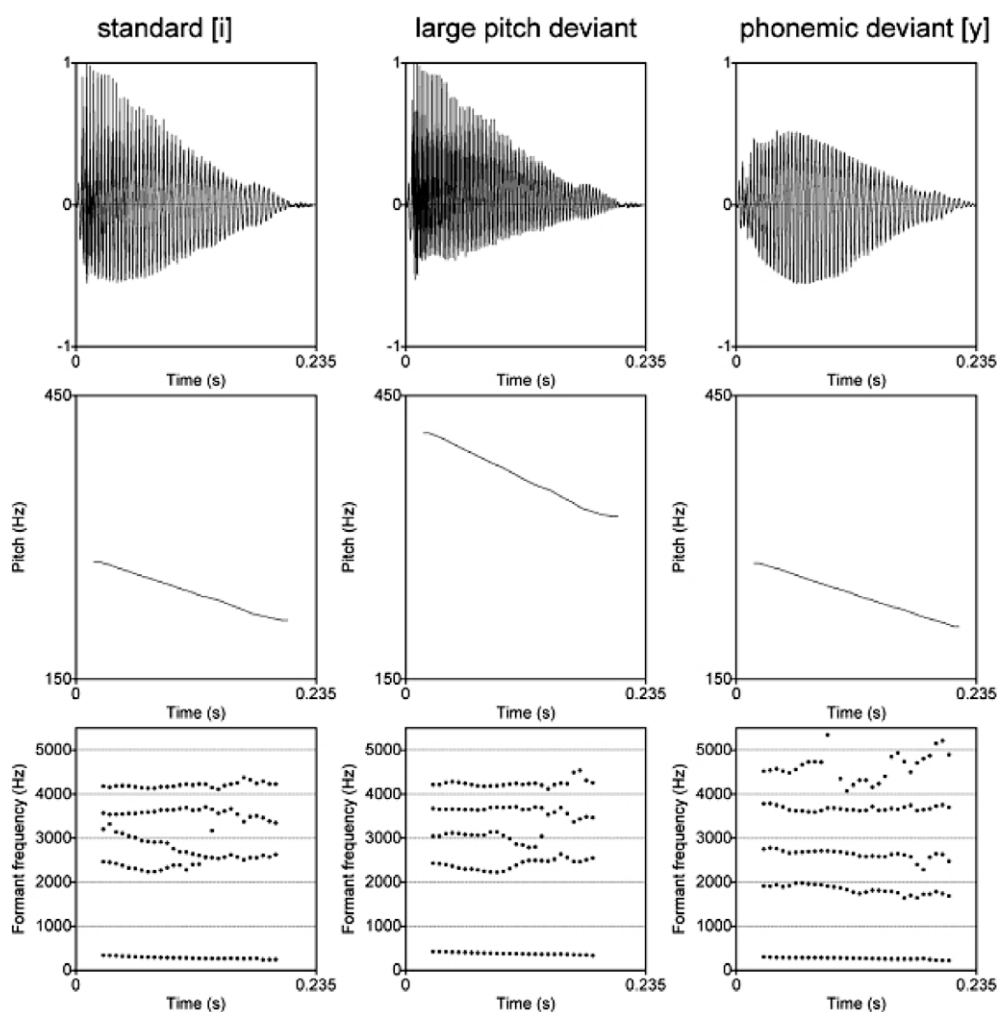 standard [i] large pitch deviant phonemic deviant [y]
1 1 1
0 0 0
-1 -1 -1
0 0.235 0 0.235 0 0.235
Time (s) Time (s) Time (s)
450 450 450
Pitch (Hz) Pitch (Hz) Pitch (Hz)
150 150 150
0 0.235 0 0.235 0 0.235
Time (s) Time (s) Time (s)
5000 5000 5000
4000 4000 4000
3000 3000 3000
Formant frequency (Hz) Formant frequency (Hz) Formant frequency (Hz)
2000 2000 2000
1000 1000 1000
0 0 0
0 0.235 0 0.235 0 0.235
Time (s) Time (s) Time (s)